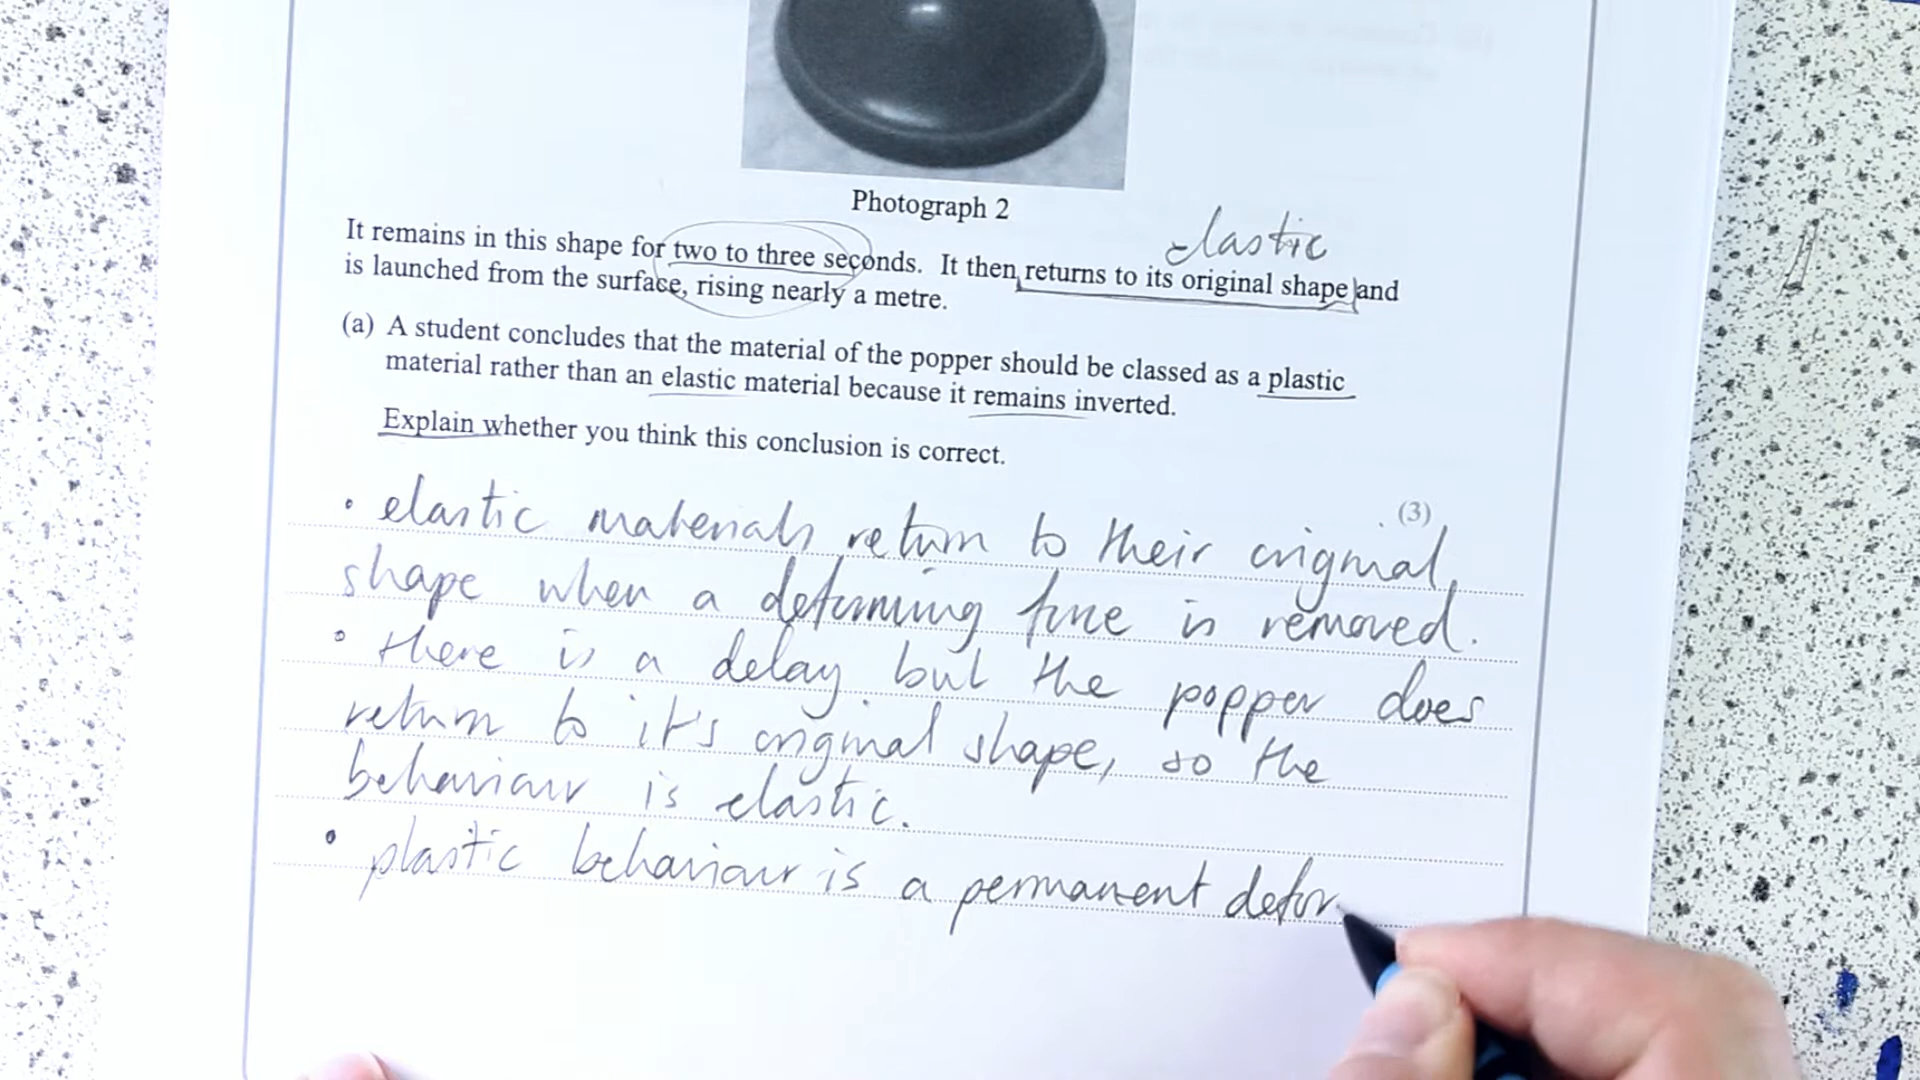 Photograph 2
elastic
It remains in this shape for two to three seconds. It then returns to its original shape and
is launched from the surface, rising nearly a metre.
(a) A student concludes that the material of the popper should be classed as a plastic
material rather than an elastic material because it remains inverted.
Explain whether you think this conclusion is correct.
(3)
• elastic materials return to their original
shape when a deforming force is removed.
• there is a delay but the popper does
return to it's original shape, so the
behaviour is elastic.
• plastic behaviour is a permanent defor